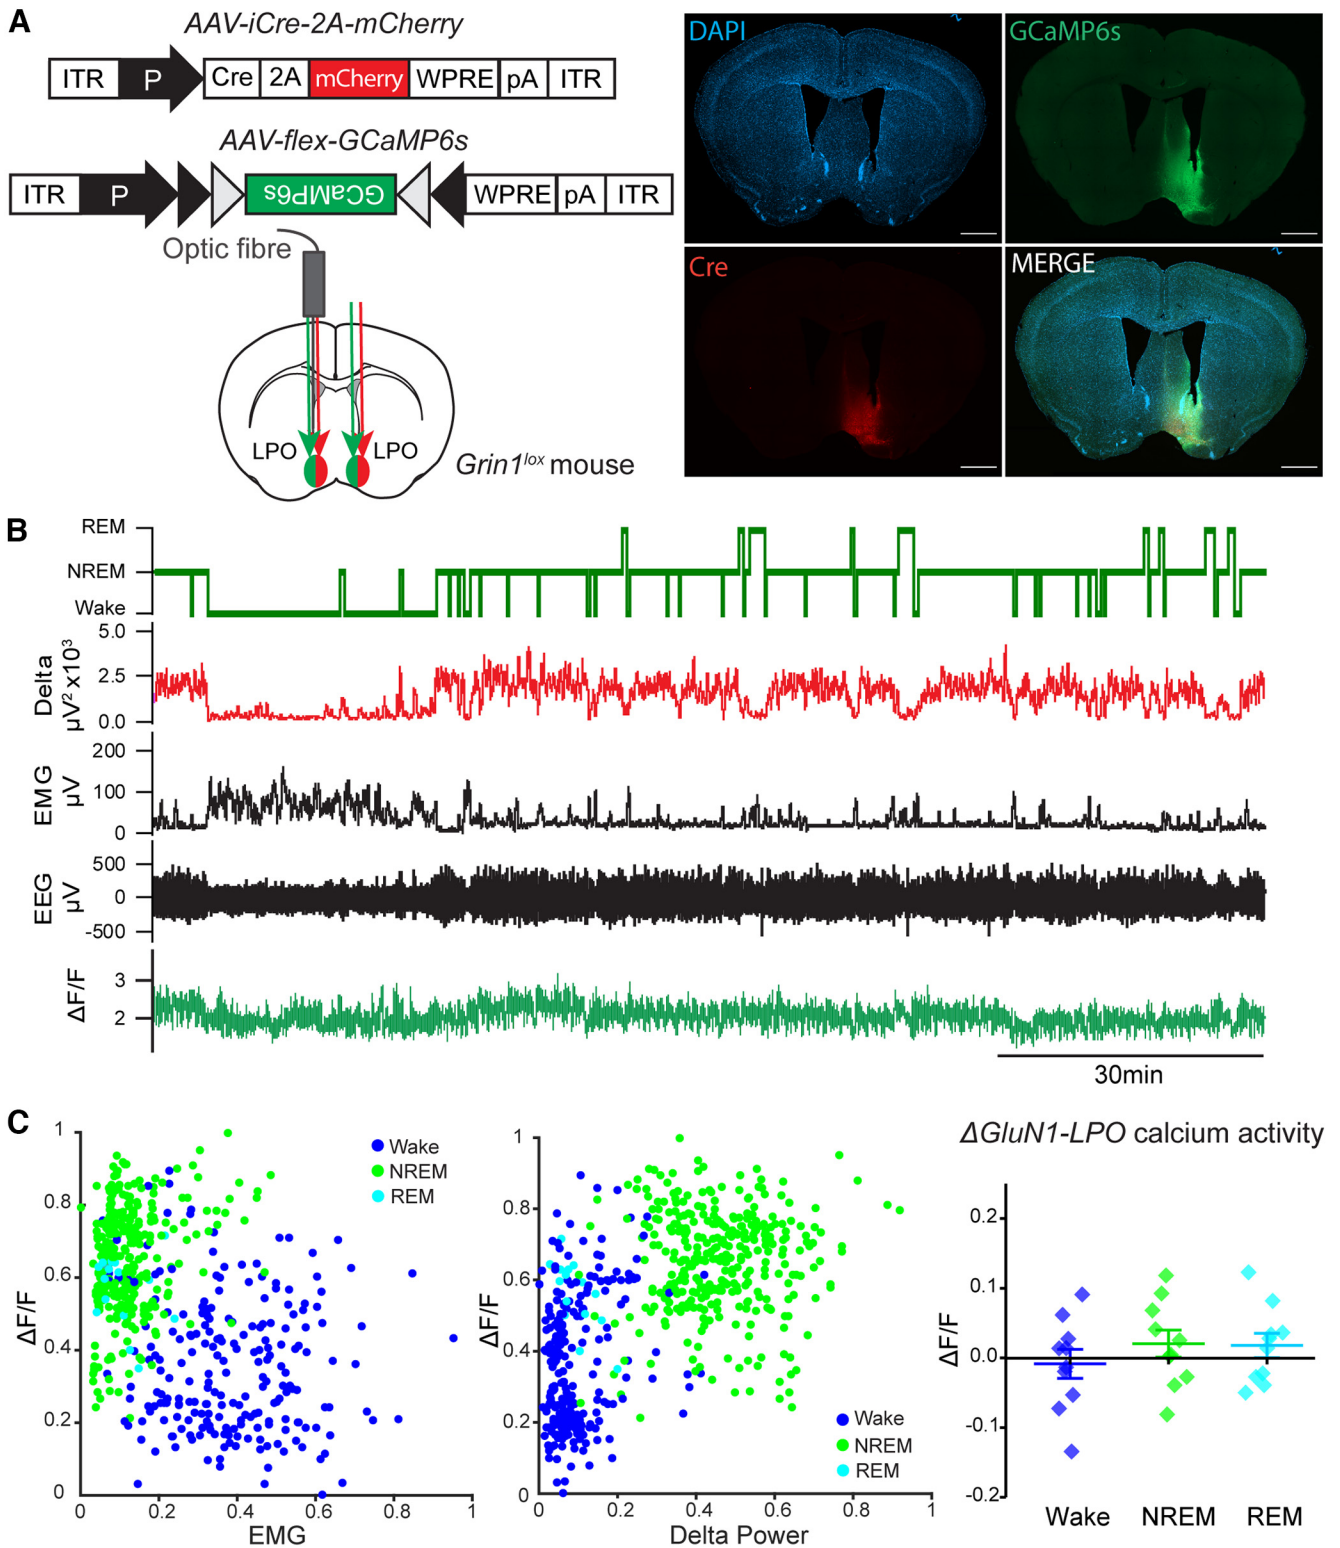 A
AAV-iCre-2A-mCherry
ITR P Cre 2A mCherry WPRE pA ITR
AAV-flex-GCaMP6s
ITR P GCaMP6s WPRE pA ITR
Optic fibre
LPO LPO
Grin1lox mouse
DAPI
GCaMP6s
Cre
MERGE
B
REM
NREM
Wake
5.0
2.5
0.0
Delta
µV² x10³
200
100
0
EMG
µV
500
0
-500
EEG
µV
3
2
ΔF/F
30min
C
1
0.8
0.6
0.4
0.2
0
ΔF/F
0 0.2 0.4 0.6 0.8 1
EMG
Wake
NREM
REM
1
0.8
0.6
0.4
0.2
0
ΔF/F
0 0.2 0.4 0.6 0.8 1
Delta Power
Wake
NREM
REM
ΔGluN1-LPO calcium activity
0.2
0.1
0.0
-0.1
-0.2
ΔF/F
Wake NREM REM